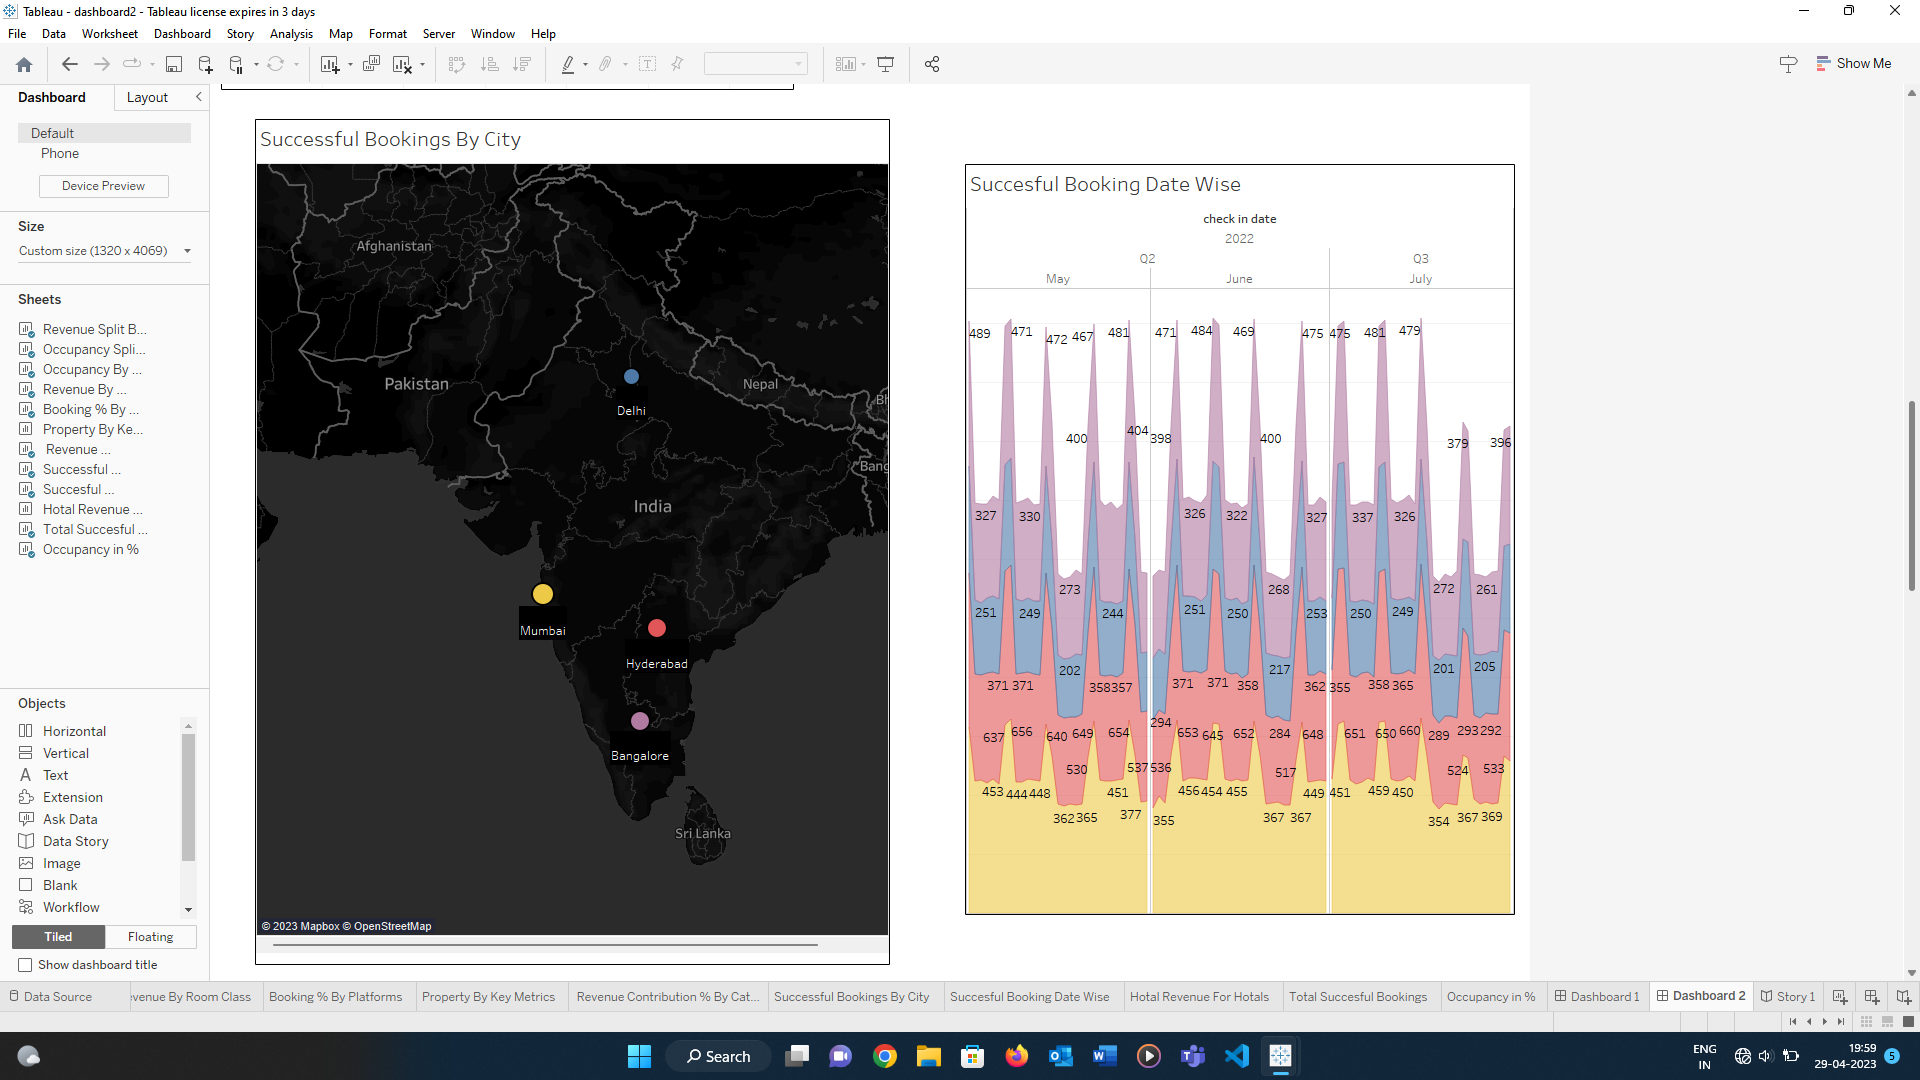 Tableau - dashboard2 - Tableau license expires in 3 days
File Data Worksheet Dashboard Story Analysis Map Format Server Window Help
Show Me
Dashboard Layout
Default
Phone
Device Preview
Size
Custom size (1320 x 4069)
Sheets
Revenue Split B...
Occupancy Spli...
Occupancy By ...
Revenue By ...
Booking % By ...
Property By Ke...
Revenue ...
Successful ...
Succesful ...
Hotal Revenue ...
Total Succesful ...
Occupancy in %
Objects
Horizontal
Vertical
Text
Extension
Ask Data
Data Story
Image
Blank
Workflow
Tiled Floating
Show dashboard title
Successful Bookings By City
Afghanistan
Pakistan
Nepal
Bh
Delhi
Bang
India
Mumbai
Hyderabad
Bangalore
Sri Lanka
© 2023 Mapbox © OpenStreetMap
Succesful Booking Date Wise
check in date
2022
Q2 Q3
May June July
489 471 472 467 481 471 484 469 475 475 481 479
400 404 398 400 379 396
327 330 326 322 327 337 326
273 268 272 261
251 249 244 251 250 253 250 249
202 217 201 205
371 371 358 357 371 371 358 362 355 358 365
294
637 656 640 649 654 653 645 652 284 648 651 650 660 289 293 292
530 537 536 517 524 533
453 444 448 451 456 454 455 449 451 459 450
362 365 377 355 367 367 354 367 369
Data Source evenue By Room Class Booking % By Platforms Property By Key Metrics Revenue Contribution % By Cat... Successful Bookings By City Succesful Booking Date Wise Hotal Revenue For Hotals Total Succesful Bookings Occupancy in % Dashboard 1 Dashboard 2 Story 1
Search
ENG
IN
19:59
29-04-2023
5